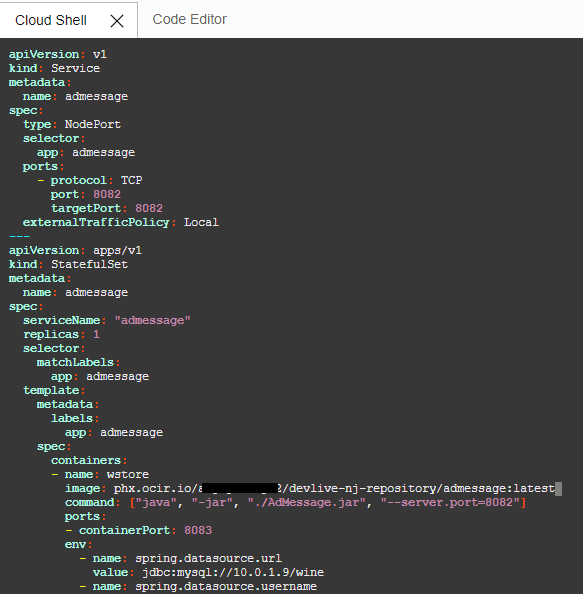 Cloud Shell
Code Editor
apiVersion: v1
kind: Service
metadata:
  name: admessage
spec:
  type: NodePort
  selector:
    app: admessage
  ports:
    - protocol: TCP
      port: 8082
      targetPort: 8082
  externalTrafficPolicy: Local
---
apiVersion: apps/v1
kind: StatefulSet
metadata:
  name: admessage
spec:
  serviceName: "admessage"
  replicas: 1
  selector:
    matchLabels:
      app: admessage
  template:
    metadata:
      labels:
        app: admessage
    spec:
      containers:
      - name: wstore
        image: phx.ocir.io/ 2/devlive-nj-repository/admessage:latest
        command: ["java", "-jar", "./AdMessage.jar", "--server.port=8082"]
        ports:
        - containerPort: 8083
        env:
          - name: spring.datasource.url
            value: jdbc:mysql://10.0.1.9/wine
          - name: spring.datasource.username